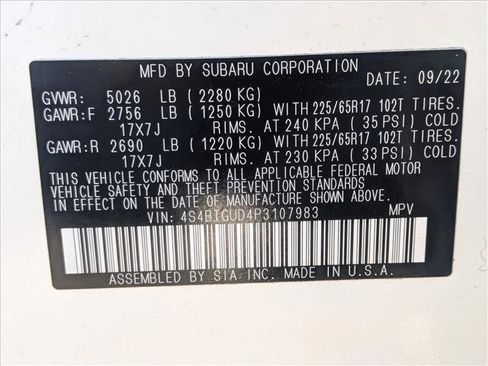 MFD BY SUBARU CORPORATION
DATE: 09/22
GVWR: 5026 LB (2280 KG)
GAWR:F 2756 LB (1250 KG) WITH 225/65R17 102T TIRES.
17X7J RIMS. AT 240 KPA (35 PSI) COLD
GAWR:R 2690 LB (1220 KG) WITH 225/65R17 102T TIRES.
17X7J RIMS. AT 230 KPA (33 PSI) COLD
THIS VEHICLE CONFORMS TO ALL APPLICABLE FEDERAL MOTOR
VEHICLE SAFETY AND THEFT PREVENTION STANDARDS
IN EFFECT ON THE DATE OF MANUFACTURE SHOWN ABOVE.
VIN: 4S4BTGUD4P3107983 MPV
ASSEMBLED BY SIA,INC. MADE IN U.S.A.